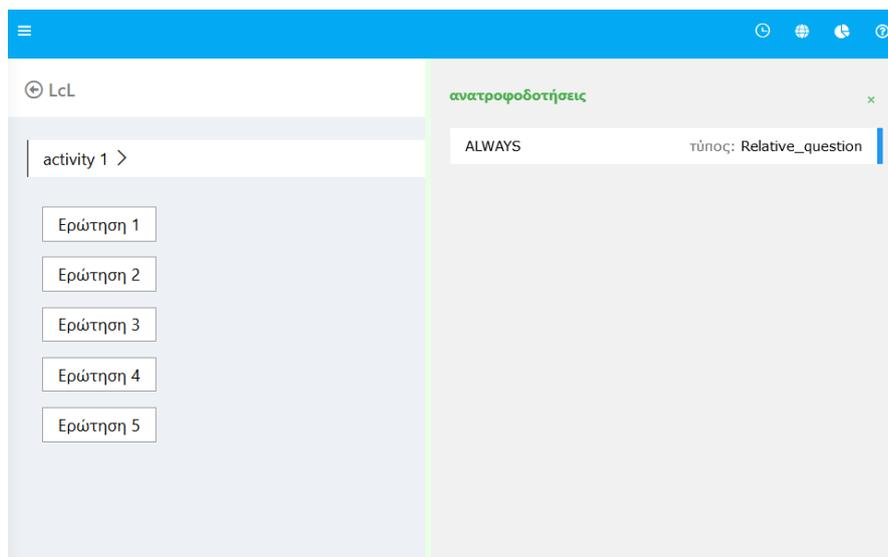 LcL
activity 1
Ερώτηση 1
Ερώτηση 2
Ερώτηση 3
Ερώτηση 4
Ερώτηση 5
ανατροφοδοτήσεις ×
ALWAYS τύπος: Relative_question